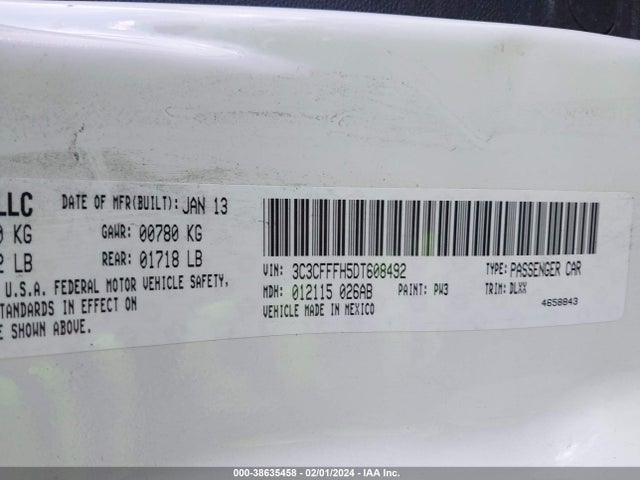 LLC DATE OF MFR(BUILT): JAN 13
KG GAWR: 00780 KG
LB REAR: 01718 LB
U.S.A. FEDERAL MOTOR VEHICLE SAFETY,
STANDARDS IN EFFECT ON
SHOWN ABOVE.
VIN: 3C3CFFFH5DT608492 TYPE: PASSENGER CAR
MDH: 012115 026AB PAINT: PW3 TRIM: DLXX
VEHICLE MADE IN MEXICO 4658843
000-38635458 - 02/01/2024 - IAA Inc.